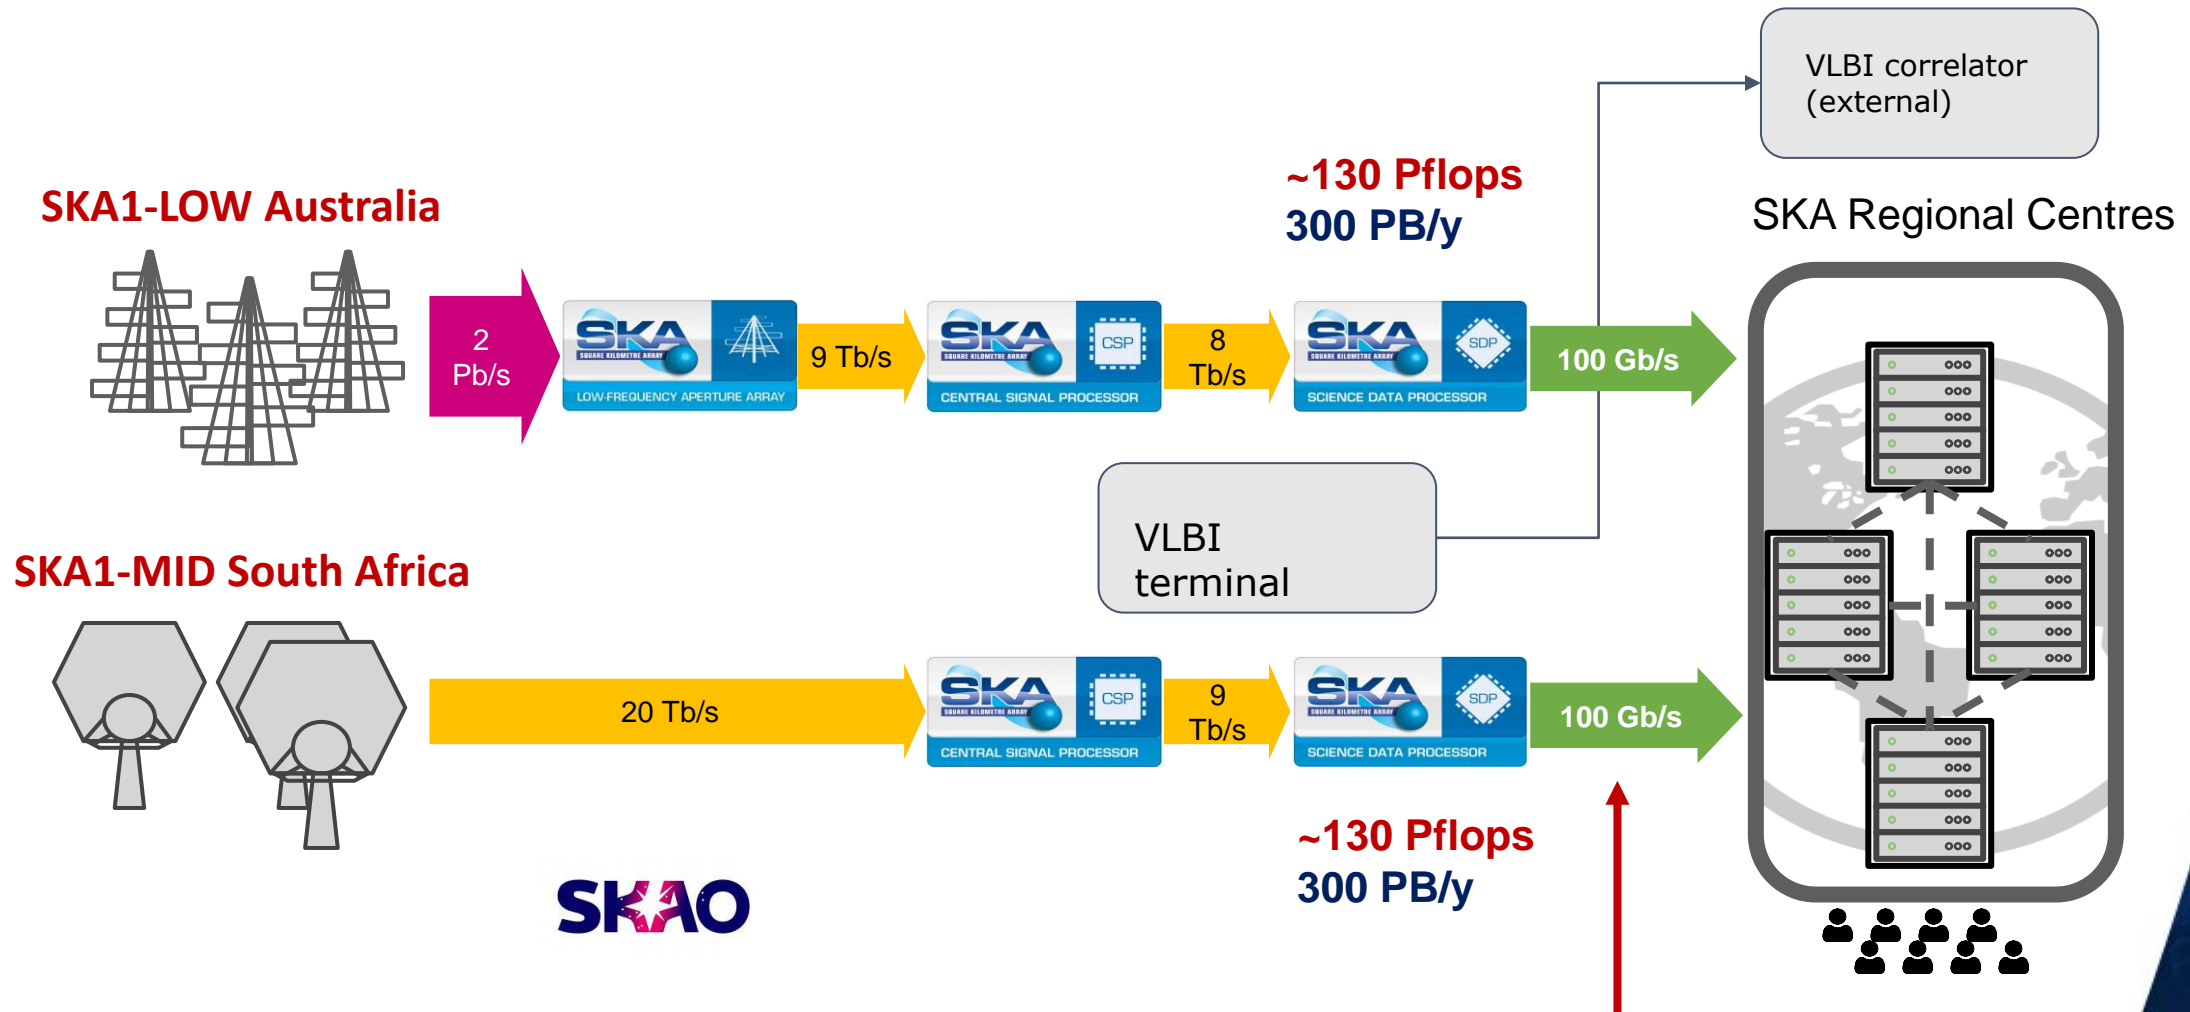 VLBI correlator
(external)
~130 Pflops
300 PB/y
SKA1-LOW Australia
SKA Regional Centres
2
Pb/s
SKA
SQUARE KILOMETRE ARRAY
LOW-FREQUENCY APERTURE ARRAY
9 Tb/s
SKA
SQUARE KILOMETRE ARRAY
CSP
CENTRAL SIGNAL PROCESSOR
8
Tb/s
SKA
SQUARE KILOMETRE ARRAY
SDP
SCIENCE DATA PROCESSOR
100 Gb/s
VLBI
terminal
SKA1-MID South Africa
20 Tb/s
SKA
SQUARE KILOMETRE ARRAY
CSP
CENTRAL SIGNAL PROCESSOR
9
Tb/s
SKA
SQUARE KILOMETRE ARRAY
SDP
SCIENCE DATA PROCESSOR
100 Gb/s
~130 Pflops
300 PB/y
SKAO